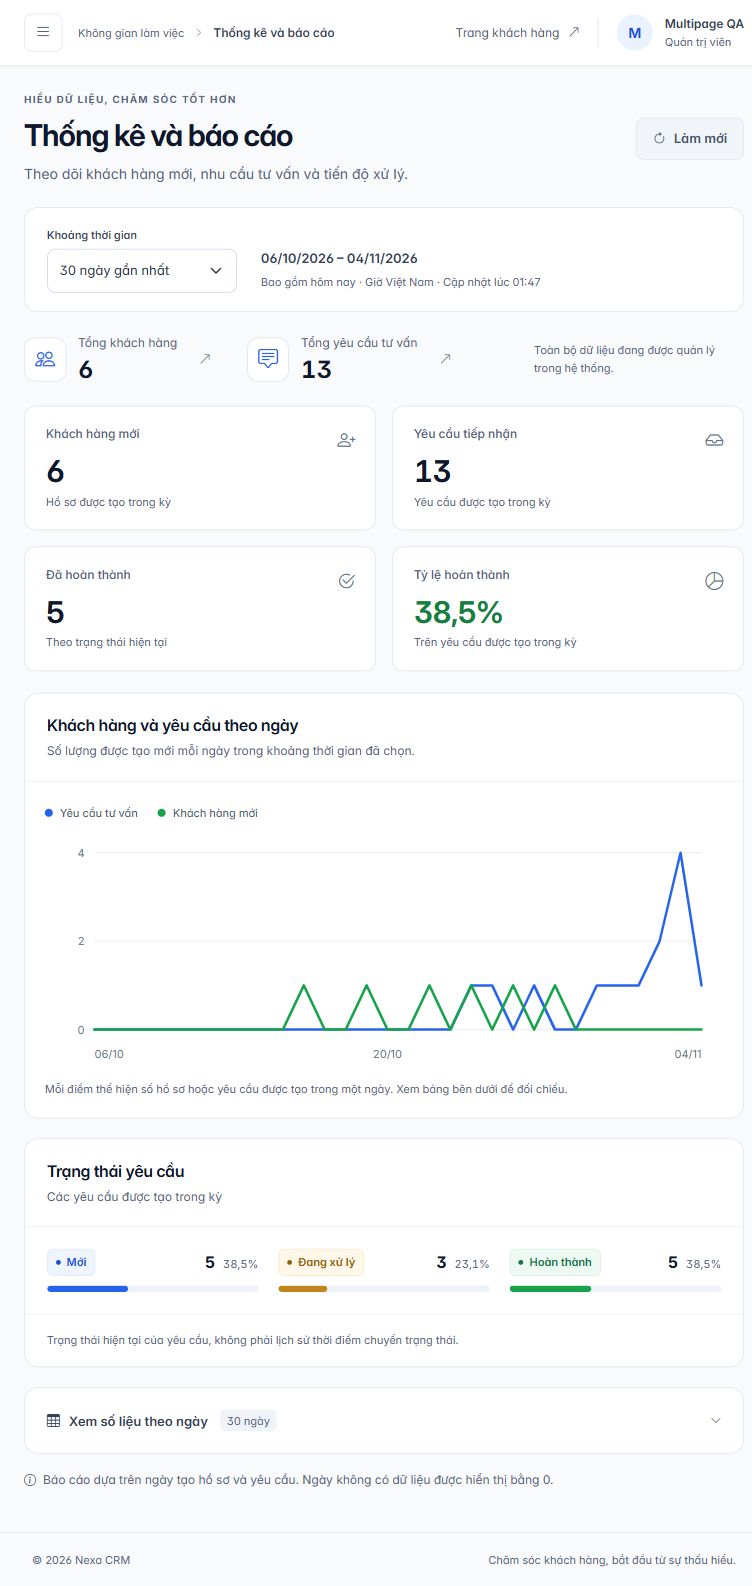 Không gian làm việc
Thống kê và báo cáo
Trang khách hàng
M
Multipage QA
Quản trị viên
HIỂU DỮ LIỆU, CHĂM SÓC TỐT HƠN
Thống kê và báo cáo
Làm mới
Theo dõi khách hàng mới, nhu cầu tư vấn và tiến độ xử lý.
Khoảng thời gian
30 ngày gần nhất
06/10/2026 – 04/11/2026
Bao gồm hôm nay · Giờ Việt Nam · Cập nhật lúc 01:47
Tổng khách hàng
6
Tổng yêu cầu tư vấn
13
Toàn bộ dữ liệu đang được quản lý
trong hệ thống.
Khách hàng mới
6
Hồ sơ được tạo trong kỳ
Yêu cầu tiếp nhận
13
Yêu cầu được tạo trong kỳ
Đã hoàn thành
5
Theo trạng thái hiện tại
Tỷ lệ hoàn thành
38,5%
Trên yêu cầu được tạo trong kỳ
Khách hàng và yêu cầu theo ngày
Số lượng được tạo mới mỗi ngày trong khoảng thời gian đã chọn.
Yêu cầu tư vấn
Khách hàng mới
4
2
0
06/10
20/10
04/11
Mỗi điểm thể hiện số hồ sơ hoặc yêu cầu được tạo trong một ngày. Xem bảng bên dưới để đối chiếu.
Trạng thái yêu cầu
Các yêu cầu được tạo trong kỳ
Mới
5 38,5%
Đang xử lý
3 23,1%
Hoàn thành
5 38,5%
Trạng thái hiện tại của yêu cầu, không phải lịch sử thời điểm chuyển trạng thái.
Xem số liệu theo ngày
30 ngày
Báo cáo dựa trên ngày tạo hồ sơ và yêu cầu. Ngày không có dữ liệu được hiển thị bằng 0.
© 2026 Nexa CRM
Chăm sóc khách hàng, bắt đầu từ sự thấu hiểu.